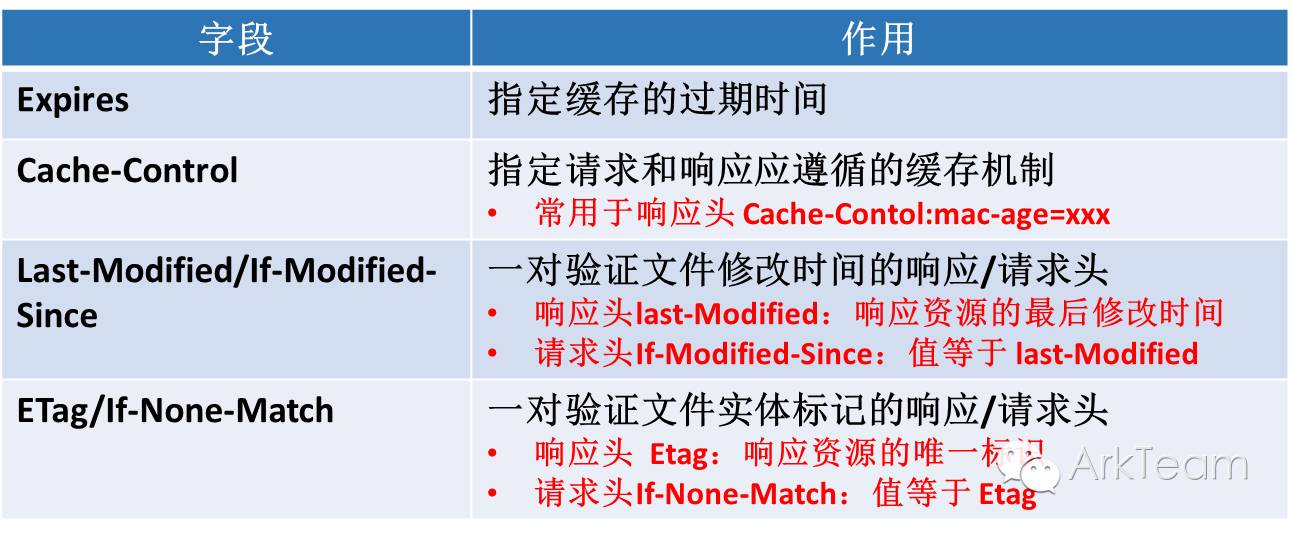 字段
作用
Expires
指定缓存的过期时间
Cache-Control
指定请求和响应应遵循的缓存机制
• 常用于响应头 Cache-Contol:mac-age=xxx
Last-Modified/If-Modified-
Since
一对验证文件修改时间的响应/请求头
• 响应头last-Modified：响应资源的最后修改时间
• 请求头If-Modified-Since：值等于 last-Modified
ETag/If-None-Match
一对验证文件实体标记的响应/请求头
• 响应头 Etag：响应资源的唯一标识
• 请求头If-None-Match：值等于 Etag
ArkTeam